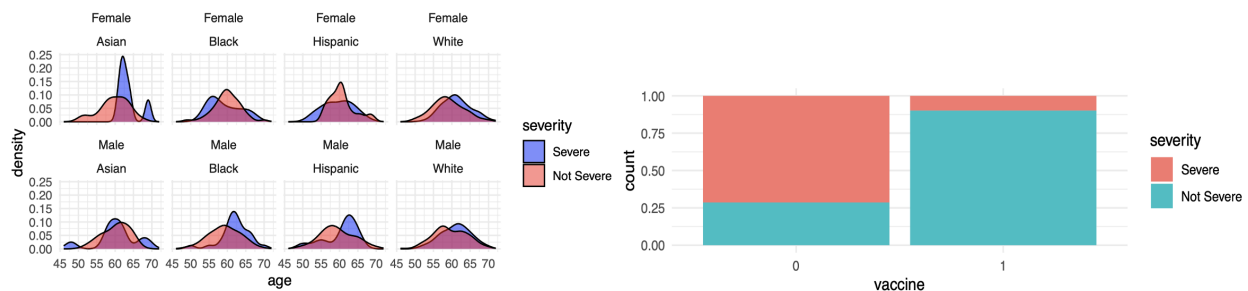 Female Female Female Female
Asian Black Hispanic White
0.25
0.20
0.15
0.10
0.05
0.00
density
Male Male Male Male
Asian Black Hispanic White
0.25
0.20
0.15
0.10
0.05
0.00
45 50 55 60 65 70 45 50 55 60 65 70 45 50 55 60 65 70 45 50 55 60 65 70
age
severity
Severe
Not Severe
1.00
0.75
0.50
0.25
0.00
count
0 1
vaccine
severity
Severe
Not Severe